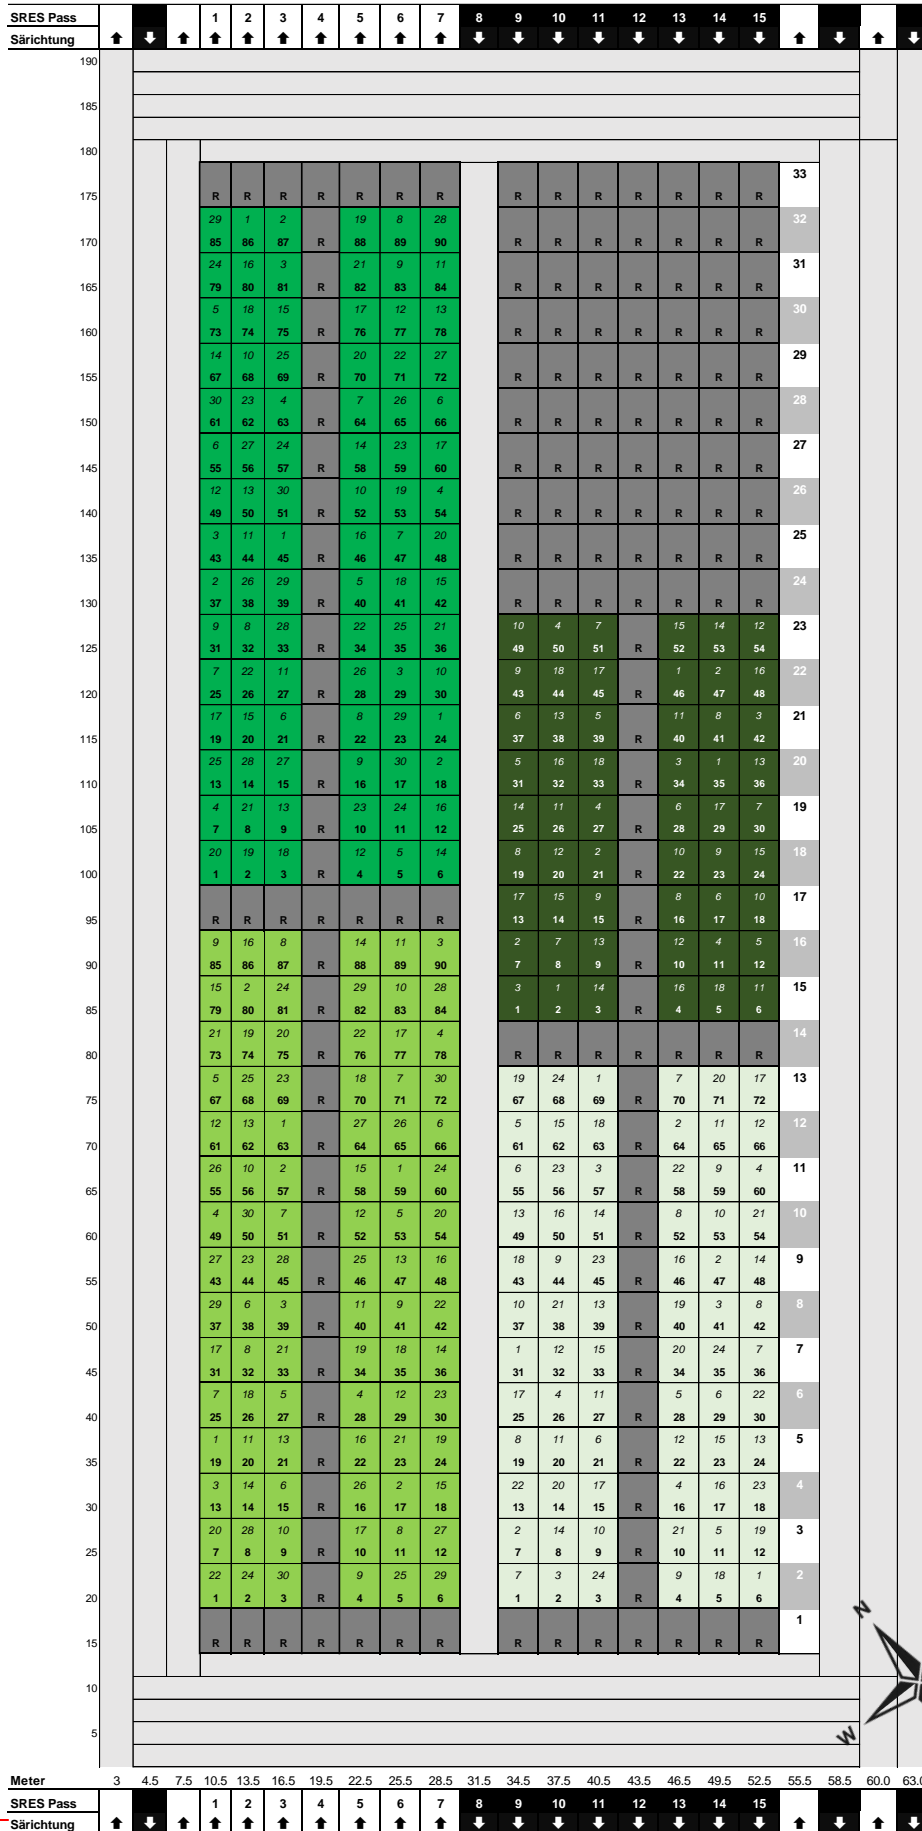 SRES Pass 1 2 3 4 5 6 7 8 9 10 11 12 13 14 15
Särichtung
190
185
180
33
175 R R R R R R R R R R R R R R
29 1 2 19 8 28 32
170 85 86 87 R 88 89 90 R R R R R R R
24 16 3 21 9 11 31
165 79 80 81 R 82 83 84 R R R R R R R
5 18 15 17 12 13 30
160 73 74 75 R 76 77 78 R R R R R R R
14 10 25 20 22 27 29
155 67 68 69 R 70 71 72 R R R R R R R
30 23 4 7 26 6 28
150 61 62 63 R 64 65 66 R R R R R R R
6 27 24 14 23 17 27
145 55 56 57 R 58 59 60 R R R R R R R
12 13 30 10 19 4 26
140 49 50 51 R 52 53 54 R R R R R R R
3 11 1 16 7 20 25
135 43 44 45 R 46 47 48 R R R R R R R
2 26 29 5 18 15 24
130 37 38 39 R 40 41 42 R R R R R R R
9 8 28 22 25 21 10 4 7 15 14 12 23
125 31 32 33 R 34 35 36 49 50 51 R 52 53 54
7 22 11 26 3 10 9 18 17 1 2 16 22
120 25 26 27 R 28 29 30 43 44 45 R 46 47 48
17 15 6 8 29 1 6 13 5 11 8 3 21
115 19 20 21 R 22 23 24 37 38 39 R 40 41 42
25 28 27 9 30 2 5 16 18 3 1 13 20
110 13 14 15 R 16 17 18 31 32 33 R 34 35 36
4 21 13 23 24 16 14 11 4 6 17 7 19
105 7 8 9 R 10 11 12 25 26 27 R 28 29 30
20 19 18 12 5 14 8 12 2 10 9 15 18
100 1 2 3 R 4 5 6 19 20 21 R 22 23 24
17 15 9 8 6 10 17
95 R R R R R R R 13 14 15 R 16 17 18
9 16 8 14 11 3 2 7 13 12 4 5 16
90 85 86 87 R 88 89 90 7 8 9 R 10 11 12
15 2 24 29 10 28 3 1 14 16 18 11 15
85 79 80 81 R 82 83 84 1 2 3 R 4 5 6
21 19 20 22 17 4 14
80 73 74 75 R 76 77 78 R R R R R R R
5 25 23 18 7 30 19 24 1 7 20 17 13
75 67 68 69 R 70 71 72 67 68 69 R 70 71 72
12 13 1 27 26 6 5 15 18 2 11 12 12
70 61 62 63 R 64 65 66 61 62 63 R 64 65 66
26 10 2 15 1 24 6 23 3 22 9 4 11
65 55 56 57 R 58 59 60 55 56 57 R 58 59 60
4 30 7 12 5 20 13 16 14 8 10 21 10
60 49 50 51 R 52 53 54 49 50 51 R 52 53 54
27 23 28 25 13 16 18 9 23 16 2 14 9
55 43 44 45 R 46 47 48 43 44 45 R 46 47 48
29 6 3 11 9 22 10 21 13 19 3 8 8
50 37 38 39 R 40 41 42 37 38 39 R 40 41 42
17 8 21 19 18 14 1 12 15 20 24 7 7
45 31 32 33 R 34 35 36 31 32 33 R 34 35 36
7 18 5 4 12 23 17 4 11 5 6 22 6
40 25 26 27 R 28 29 30 25 26 27 R 28 29 30
1 11 13 16 21 19 8 11 6 12 15 13 5
35 19 20 21 R 22 23 24 19 20 21 R 22 23 24
3 14 6 26 2 15 22 20 17 4 16 23 4
30 13 14 15 R 16 17 18 13 14 15 R 16 17 18
20 28 10 17 8 27 2 14 10 21 5 19 3
25 7 8 9 R 10 11 12 7 8 9 R 10 11 12
22 24 30 9 25 29 7 3 24 9 18 1 2
20 1 2 3 R 4 5 6 1 2 3 R 4 5 6
1
15 R R R R R R R R R R R R R R
N
10
5
W
Meter 3 4.5 7.5 10.5 13.5 16.5 19.5 22.5 25.5 28.5 31.5 34.5 37.5 40.5 43.5 46.5 49.5 52.5 55.5 58.5 60.0 63.0
SRES Pass 1 2 3 4 5 6 7 8 9 10 11 12 13 14 15
Särichtung